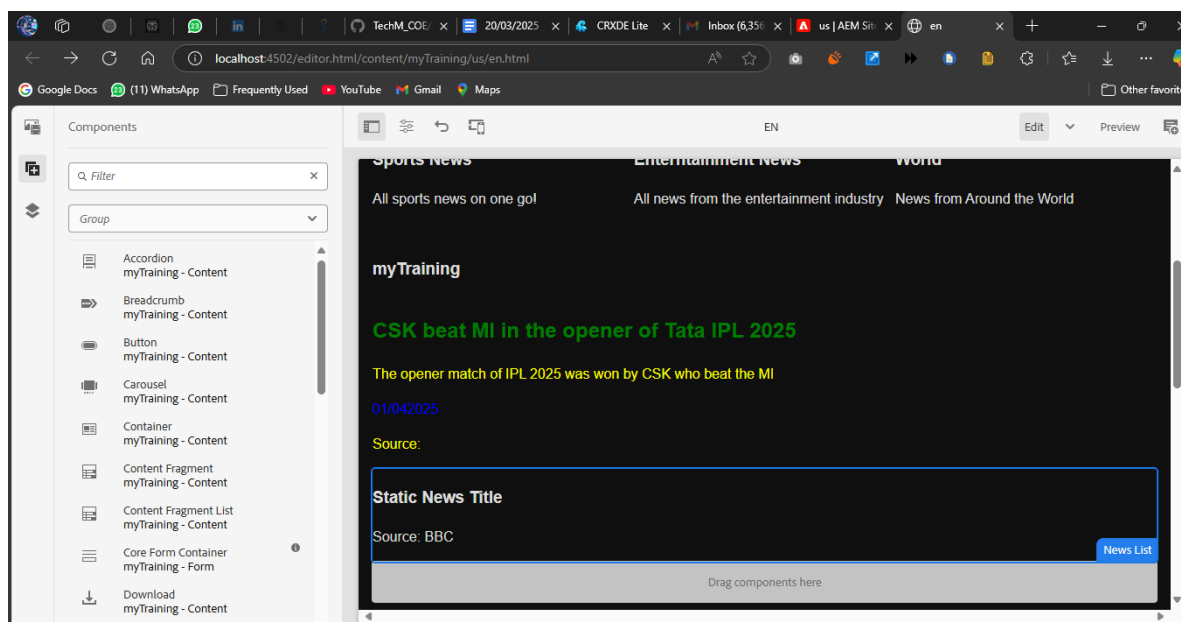 TechM_COE/
20/03/2025
CRXDE Lite
Inbox (6,356
us | AEM Site
en
localhost:4502/editor.html/content/myTraining/us/en.html
Google Docs
(11) WhatsApp
Frequently Used
YouTube
Gmail
Maps
Other favorit
Components
EN
Edit
Preview
Filter
Group
Accordion
myTraining - Content
Breadcrumb
myTraining - Content
Button
myTraining - Content
Carousel
myTraining - Content
Container
myTraining - Content
Content Fragment
myTraining - Content
Content Fragment List
myTraining - Content
Core Form Container
myTraining - Form
Download
myTraining - Content
Sports News
All sports news on one go!
Enterntainment News
All news from the entertainment industry
World
News from Around the World
myTraining
CSK beat MI in the opener of Tata IPL 2025
The opener match of IPL 2025 was won by CSK who beat the MI
01/042025
Source:
Static News Title
Source: BBC
News List
Drag components here